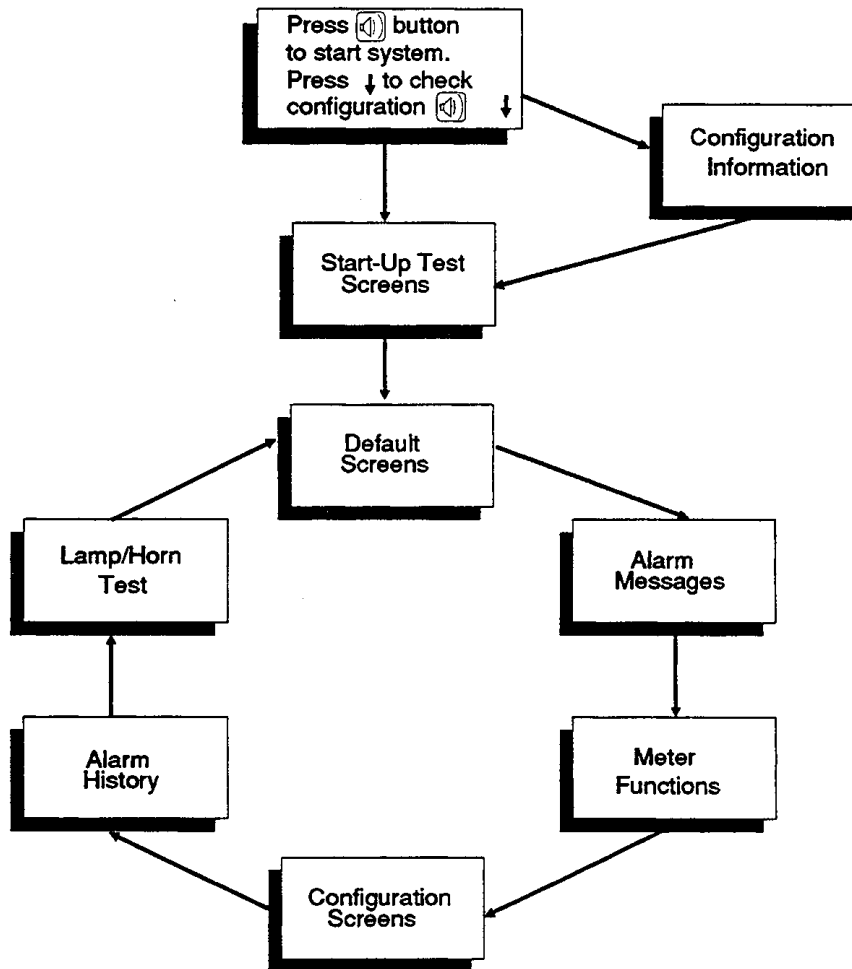 Press button
to start system.
Press ↓ to check
configuration ↓
Configuration
Information
Start-Up Test
Screens
Default
Screens
Lamp/Horn
Test
Alarm
Messages
Alarm
History
Meter
Functions
Configuration
Screens